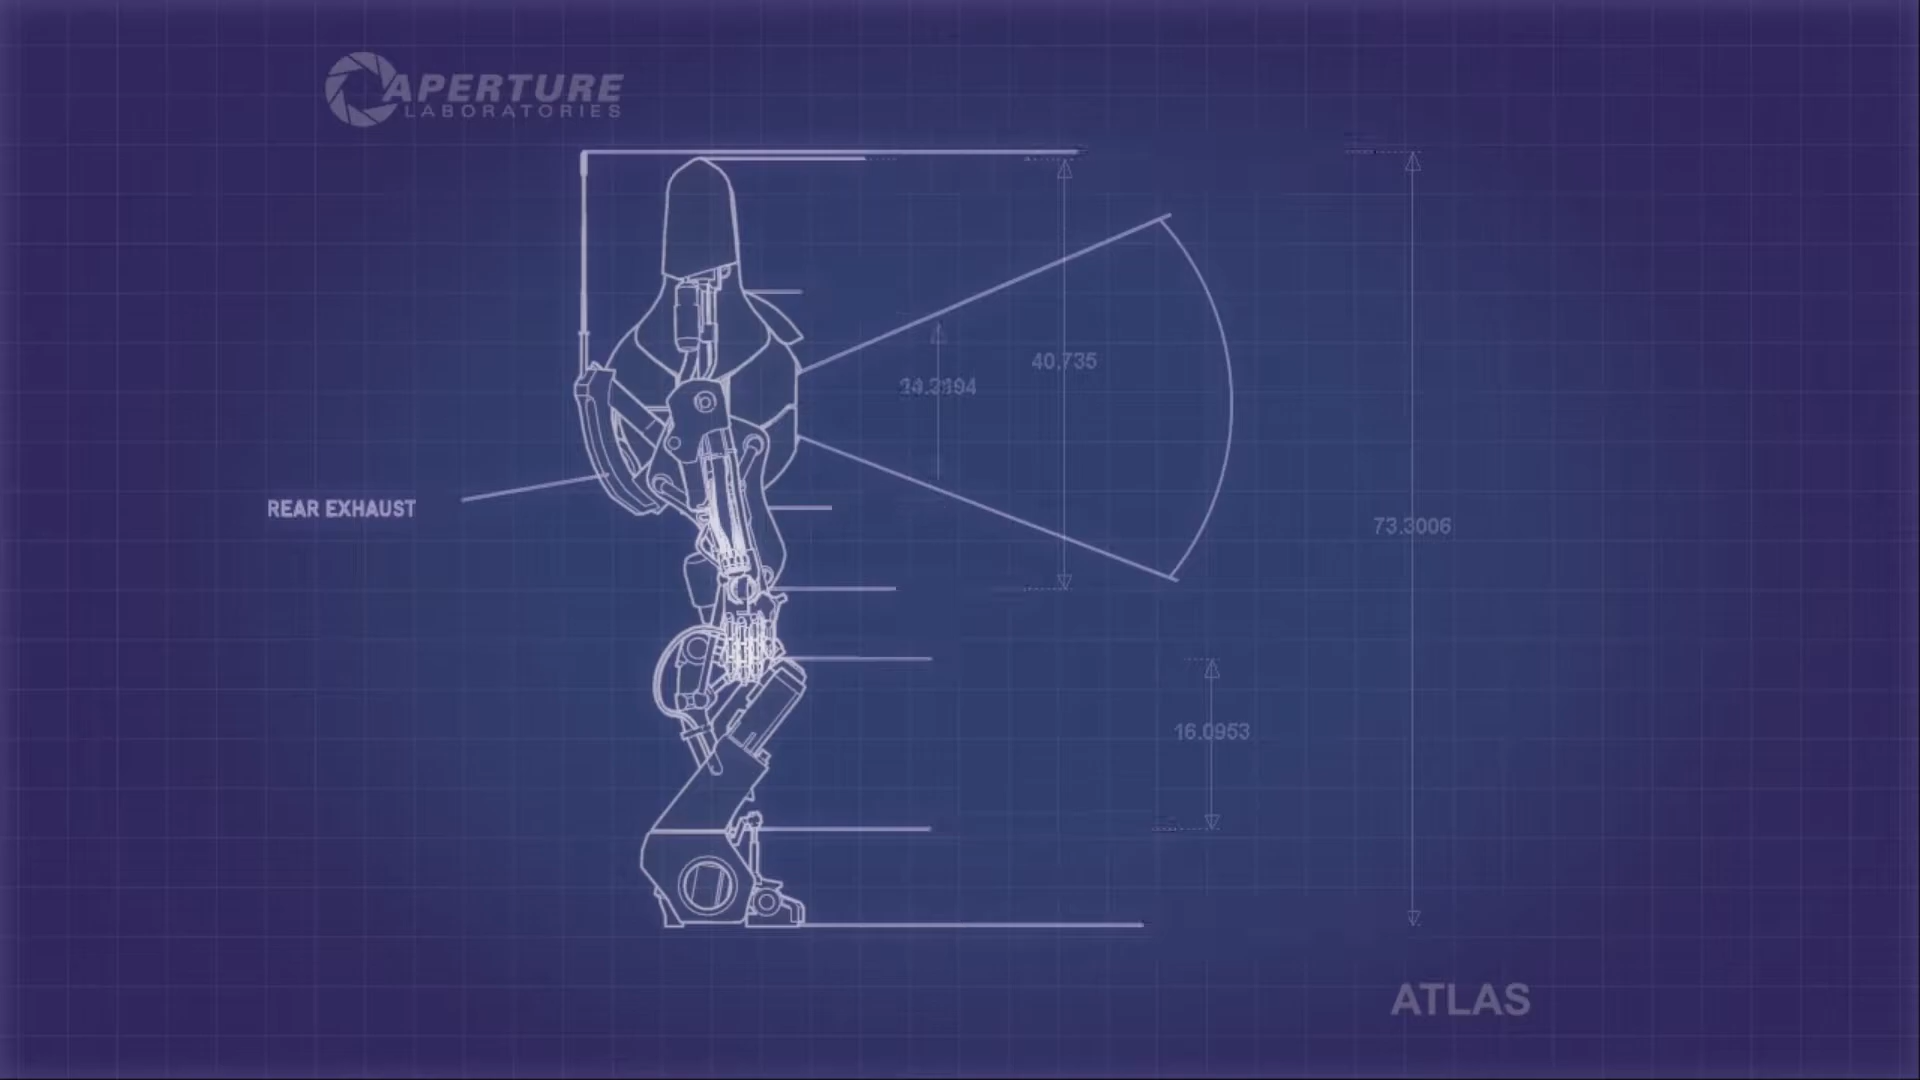 APERTURE
LABORATORIES
40.735
REAR EXHAUST
73.3006
16.0953
ATLAS